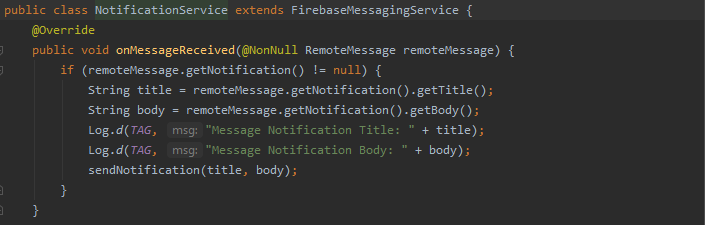 public class NotificationService extends FirebaseMessagingService {
@Override
public void onMessageReceived(@NonNull RemoteMessage remoteMessage) {
if (remoteMessage.getNotification() != null) {
String title = remoteMessage.getNotification().getTitle();
String body = remoteMessage.getNotification().getBody();
Log.d(TAG, msg: "Message Notification Title: " + title);
Log.d(TAG, msg: "Message Notification Body: " + body);
sendNotification(title, body);
}
}